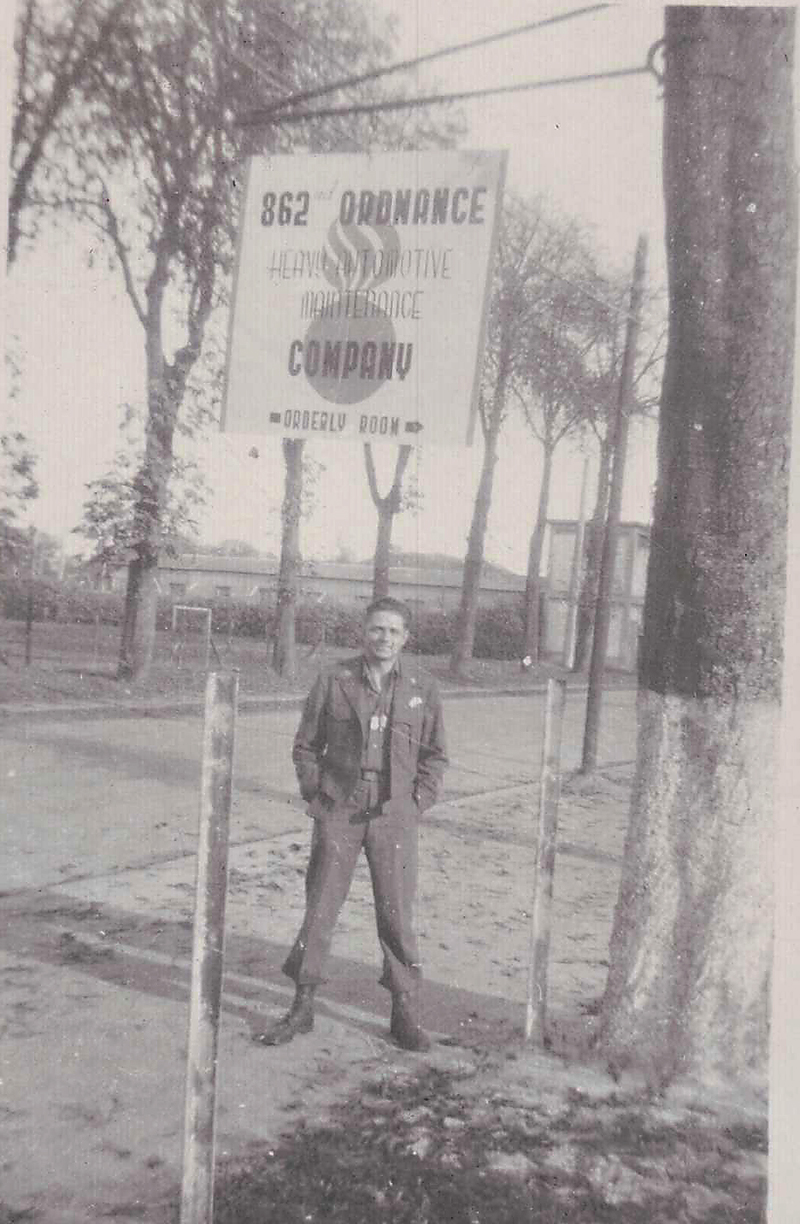 862nd ORDNANCE
HEAVY AUTOMOTIVE
MAINTENANCE
COMPANY
ORDERLY ROOM